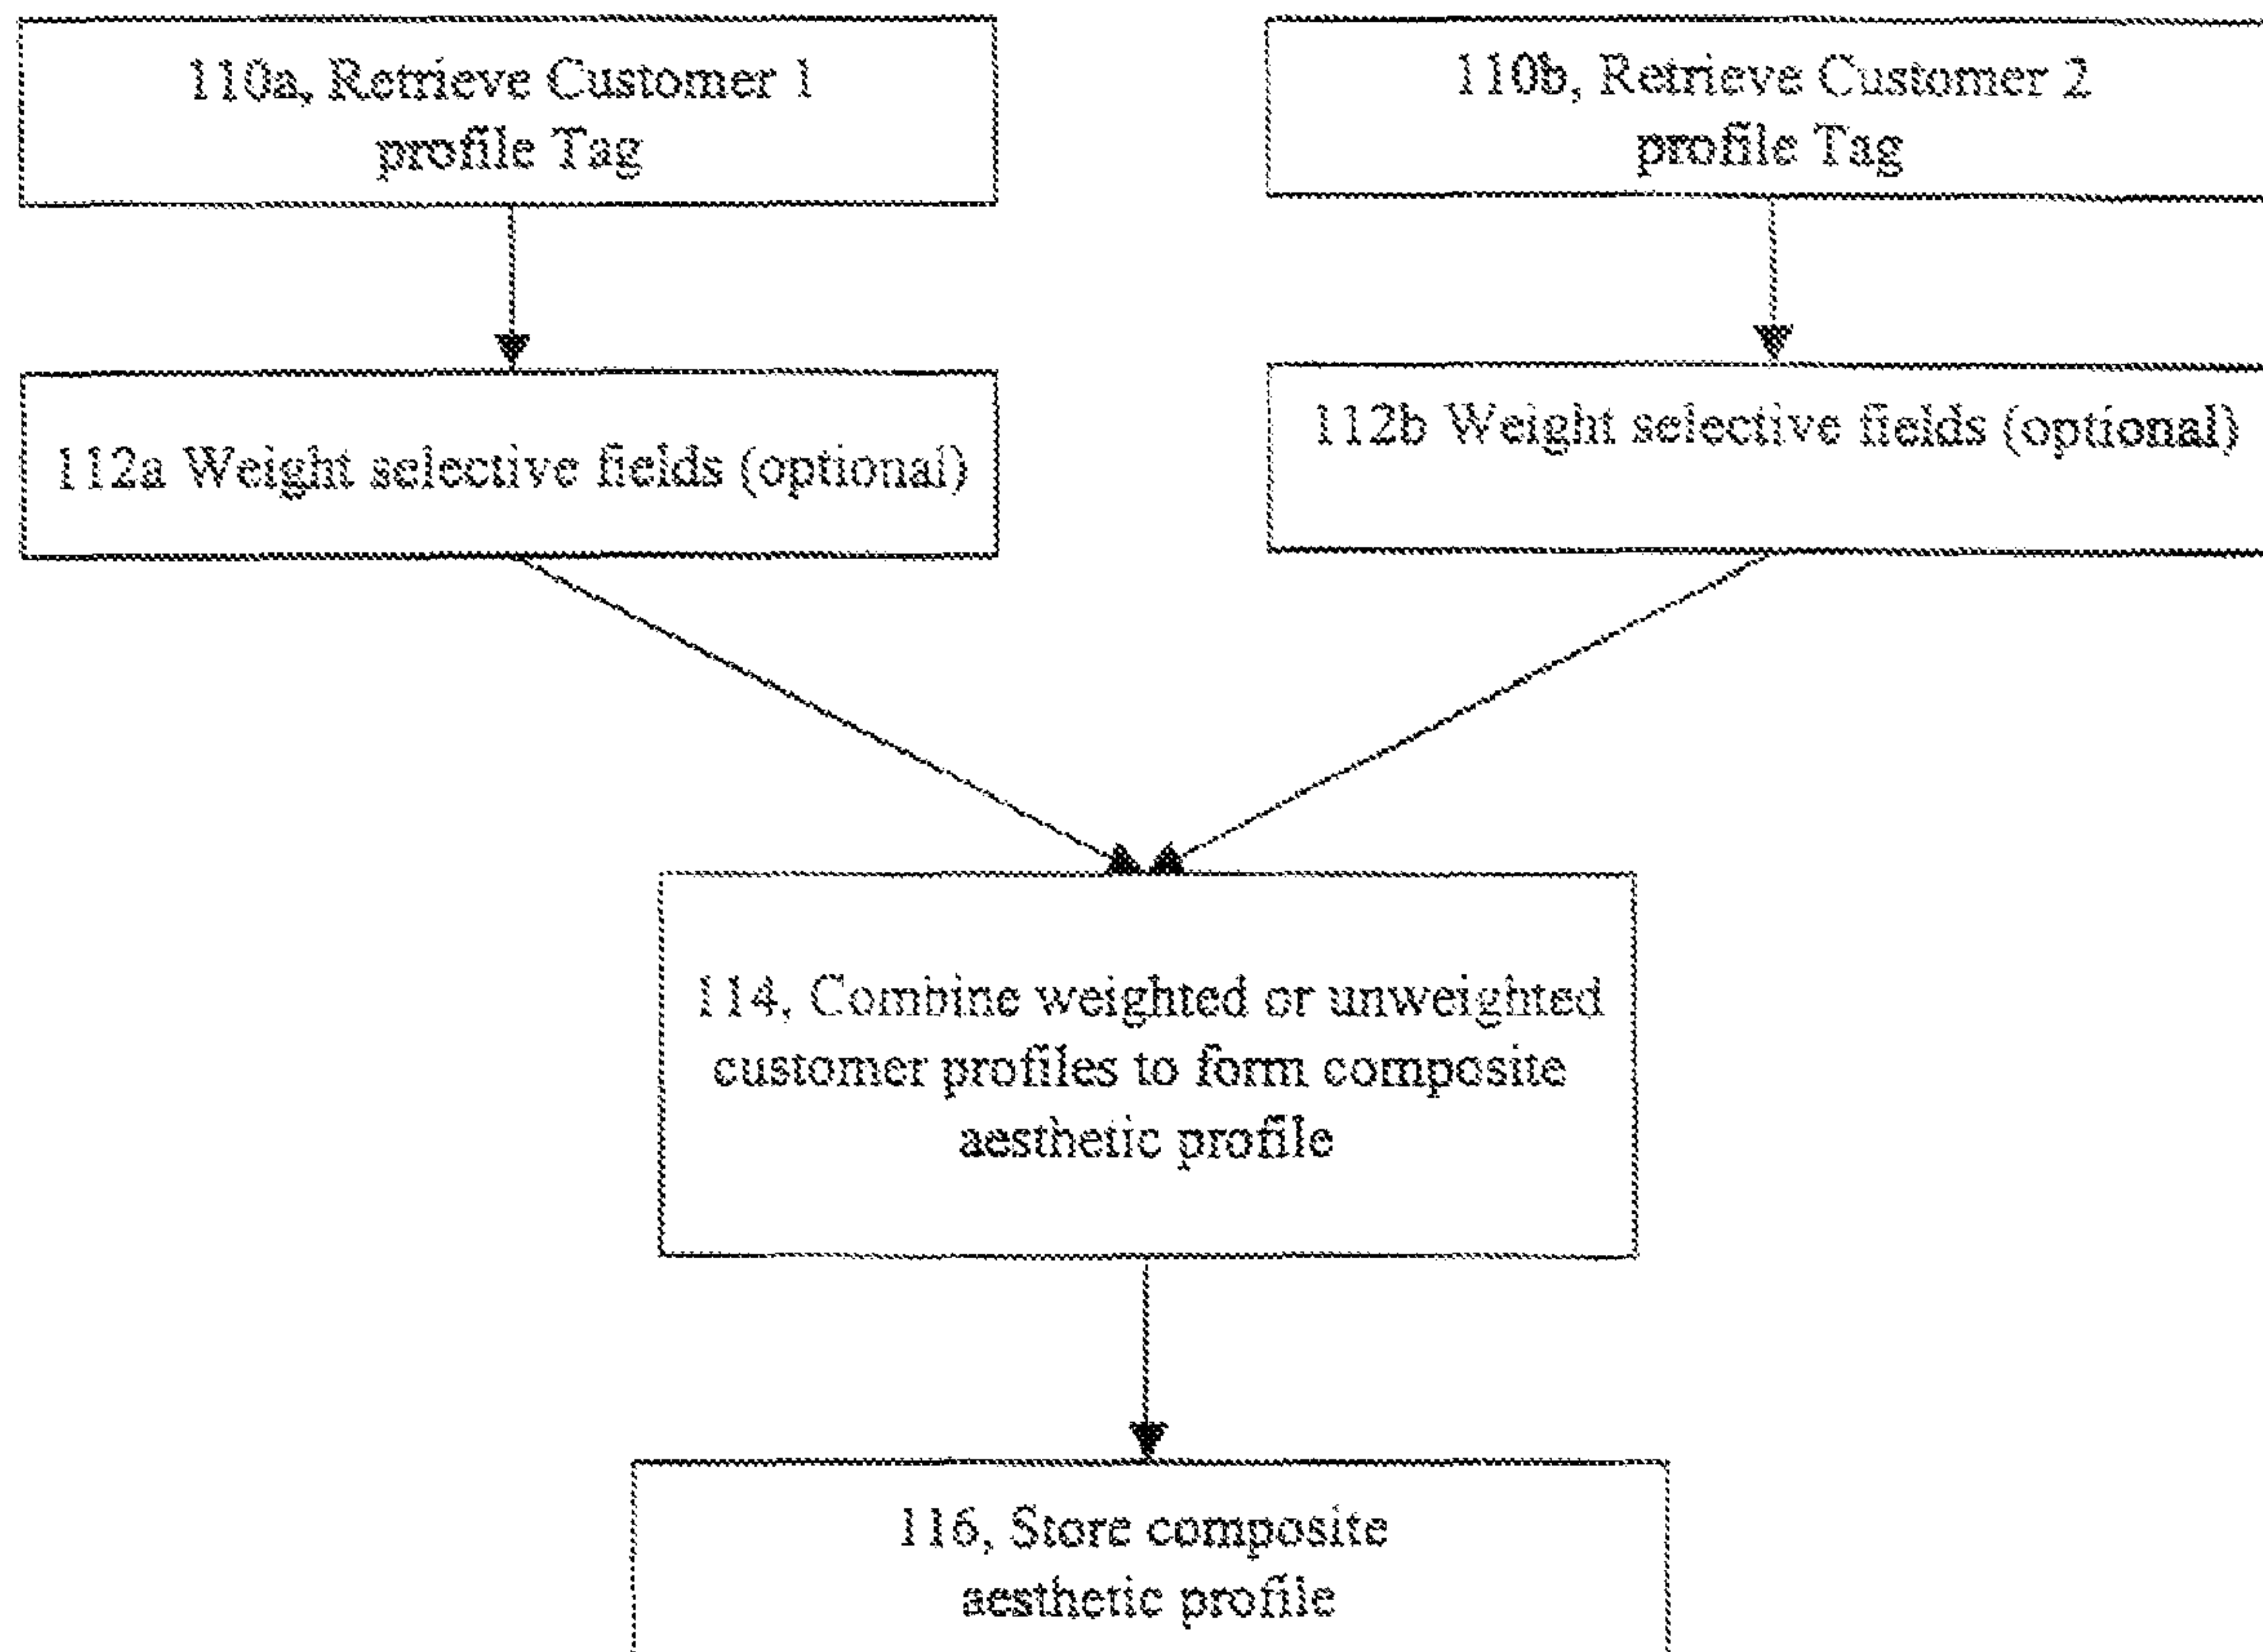 110a, Retrieve Customer 1
profile Tag
110b, Retrieve Customer 2
profile Tag
112a Weight selective fields (optional)
112b Weight selective fields (optional)
114, Combine weighted or unweighted
customer profiles to form composite
aesthetic profile
116, Store composite
aesthetic profile